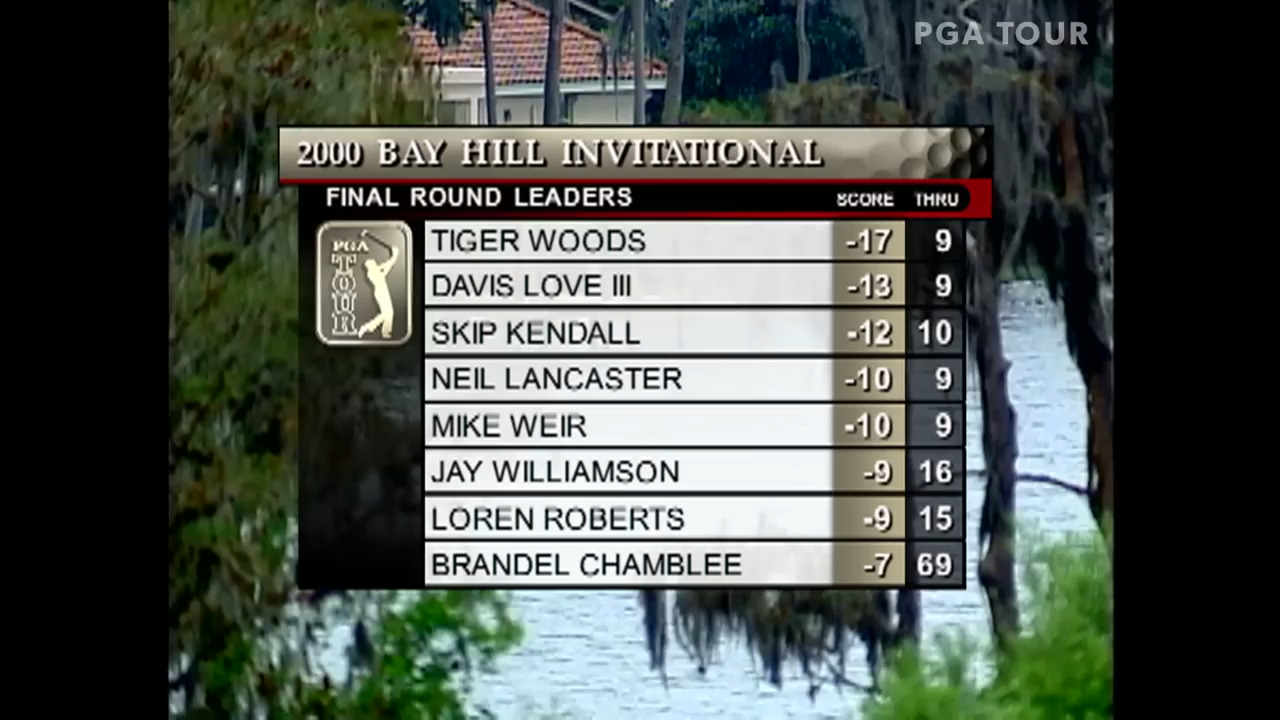 PGA TOUR
2000 BAY HILL INVITATIONAL
FINAL ROUND LEADERS SCORE THRU
PGA TOUR
TIGER WOODS -17 9
DAVIS LOVE III -13 9
SKIP KENDALL -12 10
NEIL LANCASTER -10 9
MIKE WEIR -10 9
JAY WILLIAMSON -9 16
LOREN ROBERTS -9 15
BRANDEL CHAMBLEE -7 69